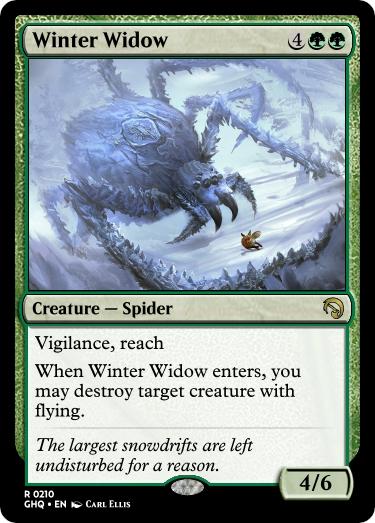 Winter Widow 4
Creature — Spider
Vigilance, reach
When Winter Widow enters, you
may destroy target creature with
flying.
The largest snowdrifts are left
undisturbed for a reason.
4/6
R 0210
GHQ • EN Carl Ellis